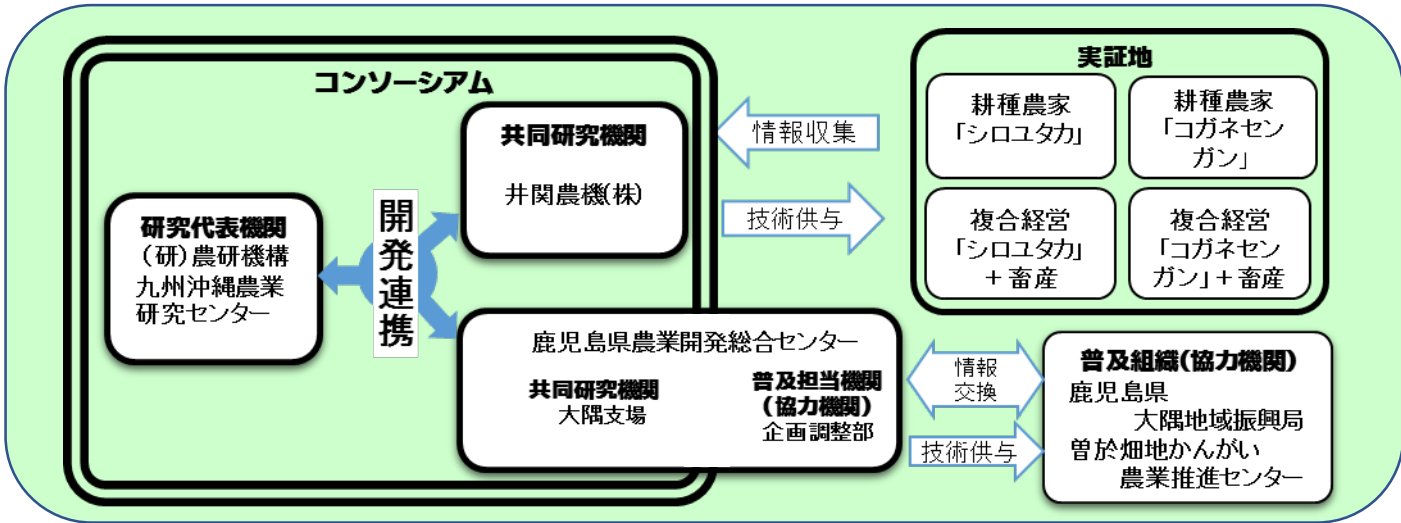 コンソーシアム
研究代表機関
(研)農研機構
九州沖縄農業
研究センター
開発連携
共同研究機関
井関農機(株)
鹿児島県農業開発総合センター
共同研究機関
大隅支場
普及担当機関
(協力機関)
企画調整部
情報収集
技術供与
実証地
耕種農家
「シロユタカ」
耕種農家
「コガネセン
ガン」
複合経営
「シロユタカ」
+畜産
複合経営
「コガネセン
ガン」+畜産
情報
交換
技術供与
普及組織(協力機関)
鹿児島県
大隅地域振興局
曽於畑地かんがい
農業推進センター